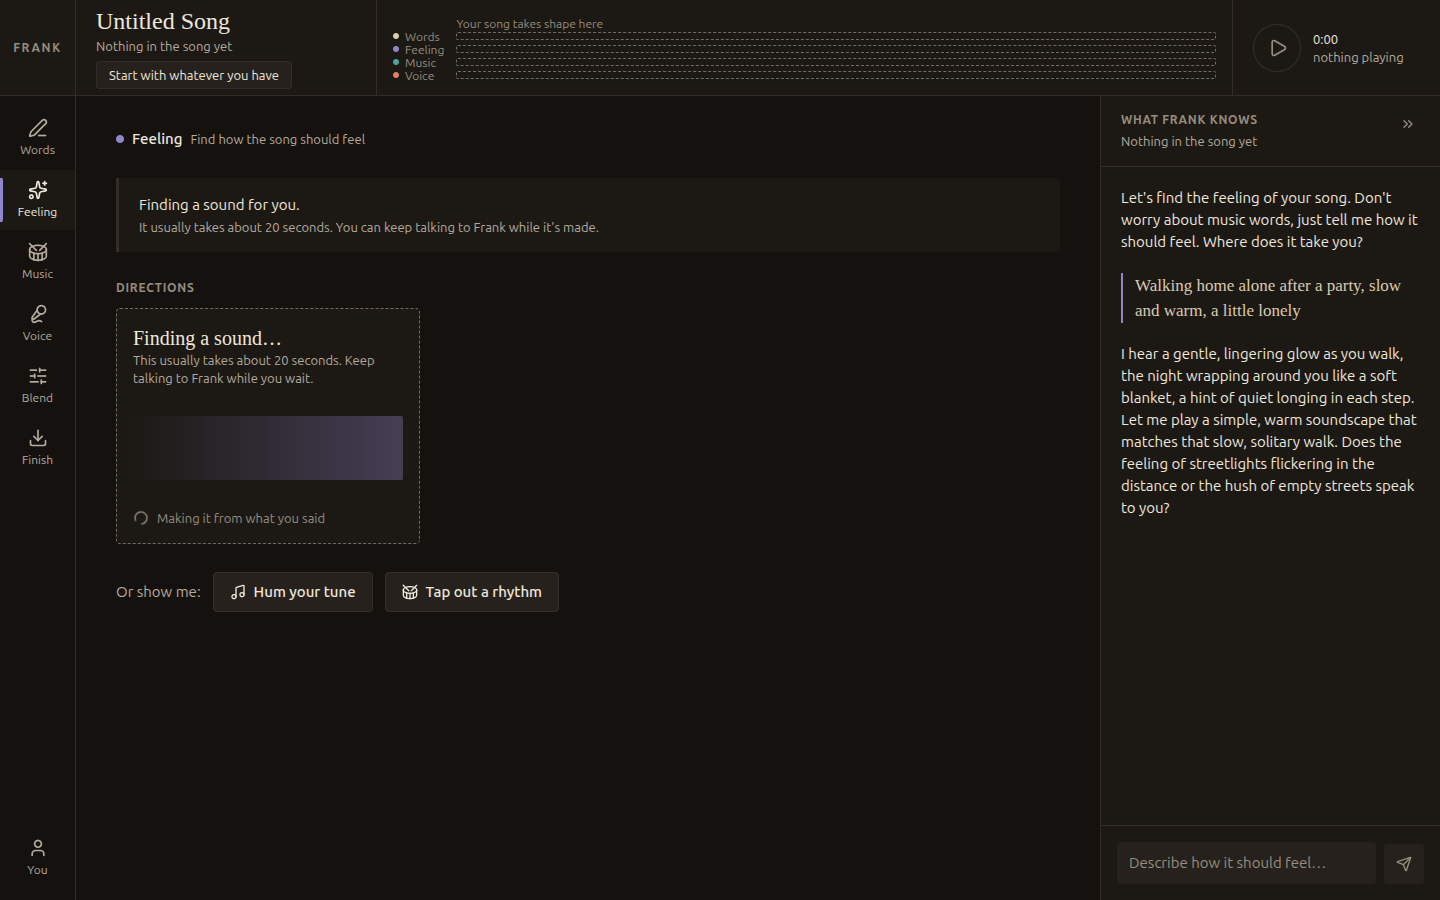 FRANK
Untitled Song
Nothing in the song yet
Start with whatever you have
Your song takes shape here
Words
Feeling
Music
Voice
0:00
nothing playing
Words
Feeling
Music
Voice
Blend
Finish
You
Feeling Find how the song should feel
Finding a sound for you.
It usually takes about 20 seconds. You can keep talking to Frank while it's made.
DIRECTIONS
Finding a sound…
This usually takes about 20 seconds. Keep
talking to Frank while you wait.
Making it from what you said
Or show me:
Hum your tune
Tap out a rhythm
WHAT FRANK KNOWS
Nothing in the song yet
Let's find the feeling of your song. Don't
worry about music words, just tell me how it
should feel. Where does it take you?
Walking home alone after a party, slow
and warm, a little lonely
I hear a gentle, lingering glow as you walk,
the night wrapping around you like a soft
blanket, a hint of quiet longing in each step.
Let me play a simple, warm soundscape that
matches that slow, solitary walk. Does the
feeling of streetlights flickering in the
distance or the hush of empty streets speak
to you?
Describe how it should feel…